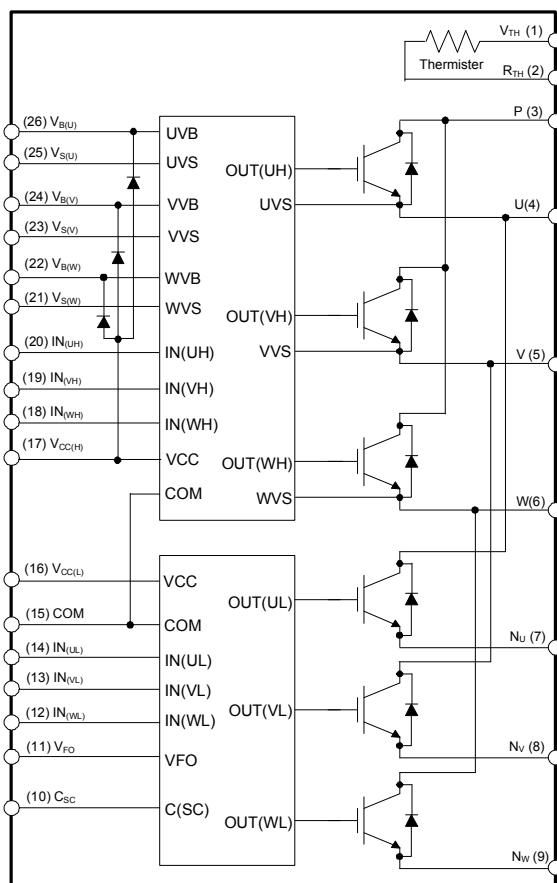 VTH (1)
Thermister
RTH (2)
P (3)
(26) VB(U)
UVB
(25) VS(U)
UVS
OUT(UH)
(24) VB(V)
VVB
UVS
U(4)
(23) VS(V)
VVS
(22) VB(W)
WVB
(21) VS(W)
WVS
OUT(VH)
(20) IN(UH)
IN(UH)
VVS
V (5)
(19) IN(VH)
IN(VH)
(18) IN(WH)
IN(WH)
(17) VCC(H)
VCC
OUT(WH)
COM
WVS
W(6)
(16) VCC(L)
VCC
OUT(UL)
(15) COM
COM
(14) IN(UL)
IN(UL)
NU (7)
(13) IN(VL)
IN(VL)
(12) IN(WL)
IN(WL)
OUT(VL)
(11) VFO
VFO
NV (8)
(10) CSC
C(SC)
OUT(WL)
NW (9)